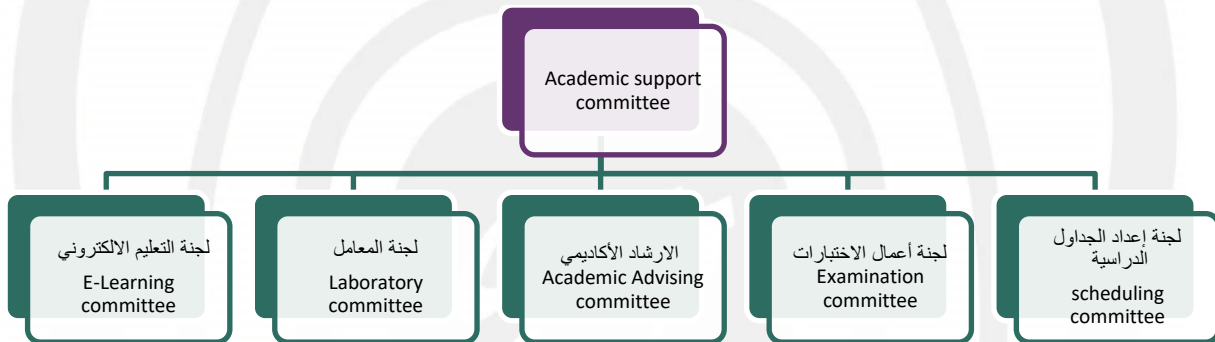 Academic support
committee
لجنة التعليم الالكتروني
E-Learning
committee
لجنة المعامل
Laboratory
committee
الارشاد الأكاديمي
Academic Advising
committee
لجنة أعمال الاختبارات
Examination
committee
لجنة إعداد الجداول
الدراسية
scheduling
committee